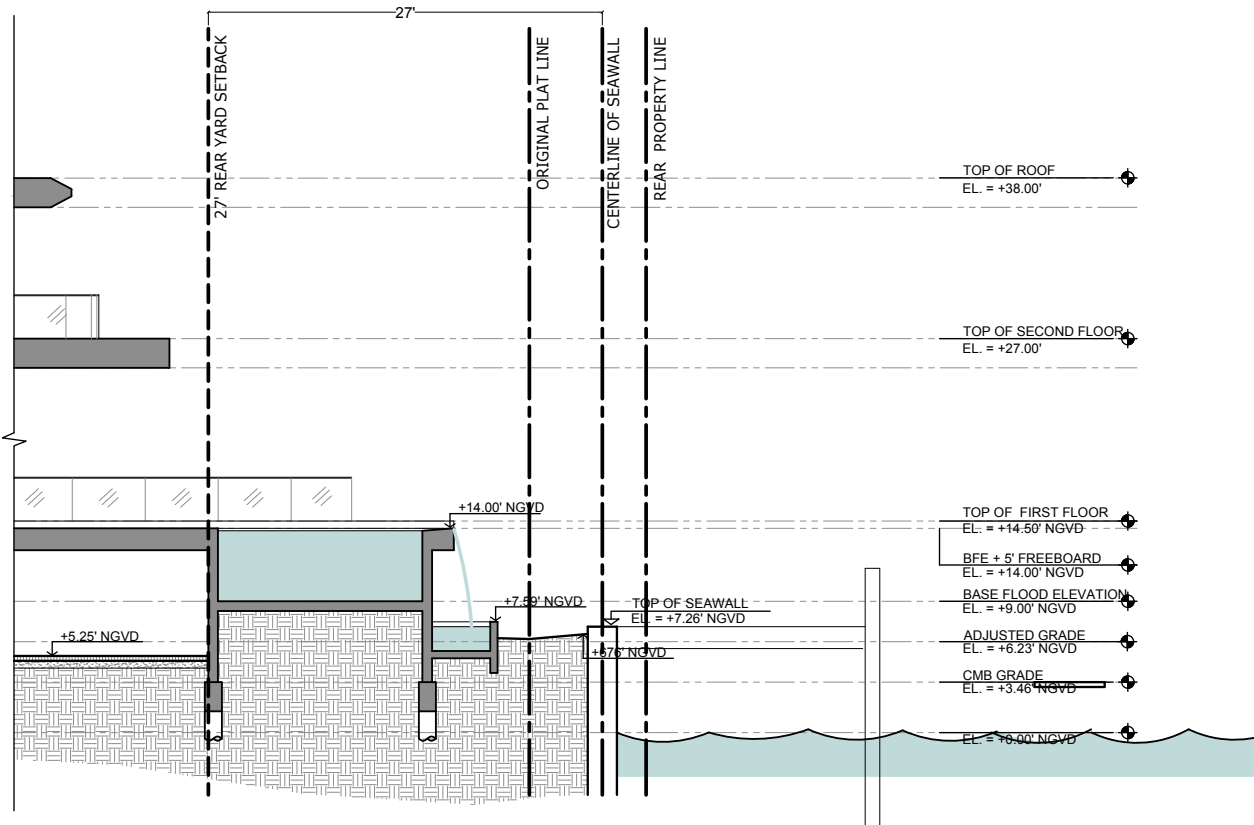 27'
27' REAR YARD SETBACK
ORIGINAL PLAT LINE
CENTERLINE OF SEAWALL
REAR PROPERTY LINE
TOP OF ROOF
EL. = +38.00'
TOP OF SECOND FLOOR
EL. = +27.00'
+14.00' NGVD
TOP OF FIRST FLOOR
EL. = +14.50' NGVD
BFE + 5' FREEBOARD
EL. = +14.00' NGVD
BASE FLOOD ELEVATION
EL. = +9.00' NGVD
+7.59' NGVD
TOP OF SEAWALL
EL. = +7.26' NGVD
+5.25' NGVD
+676' NGVD
ADJUSTED GRADE
EL. = +6.23' NGVD
CMB GRADE
EL. = +3.46' NGVD
EL. = +0.00' NGVD